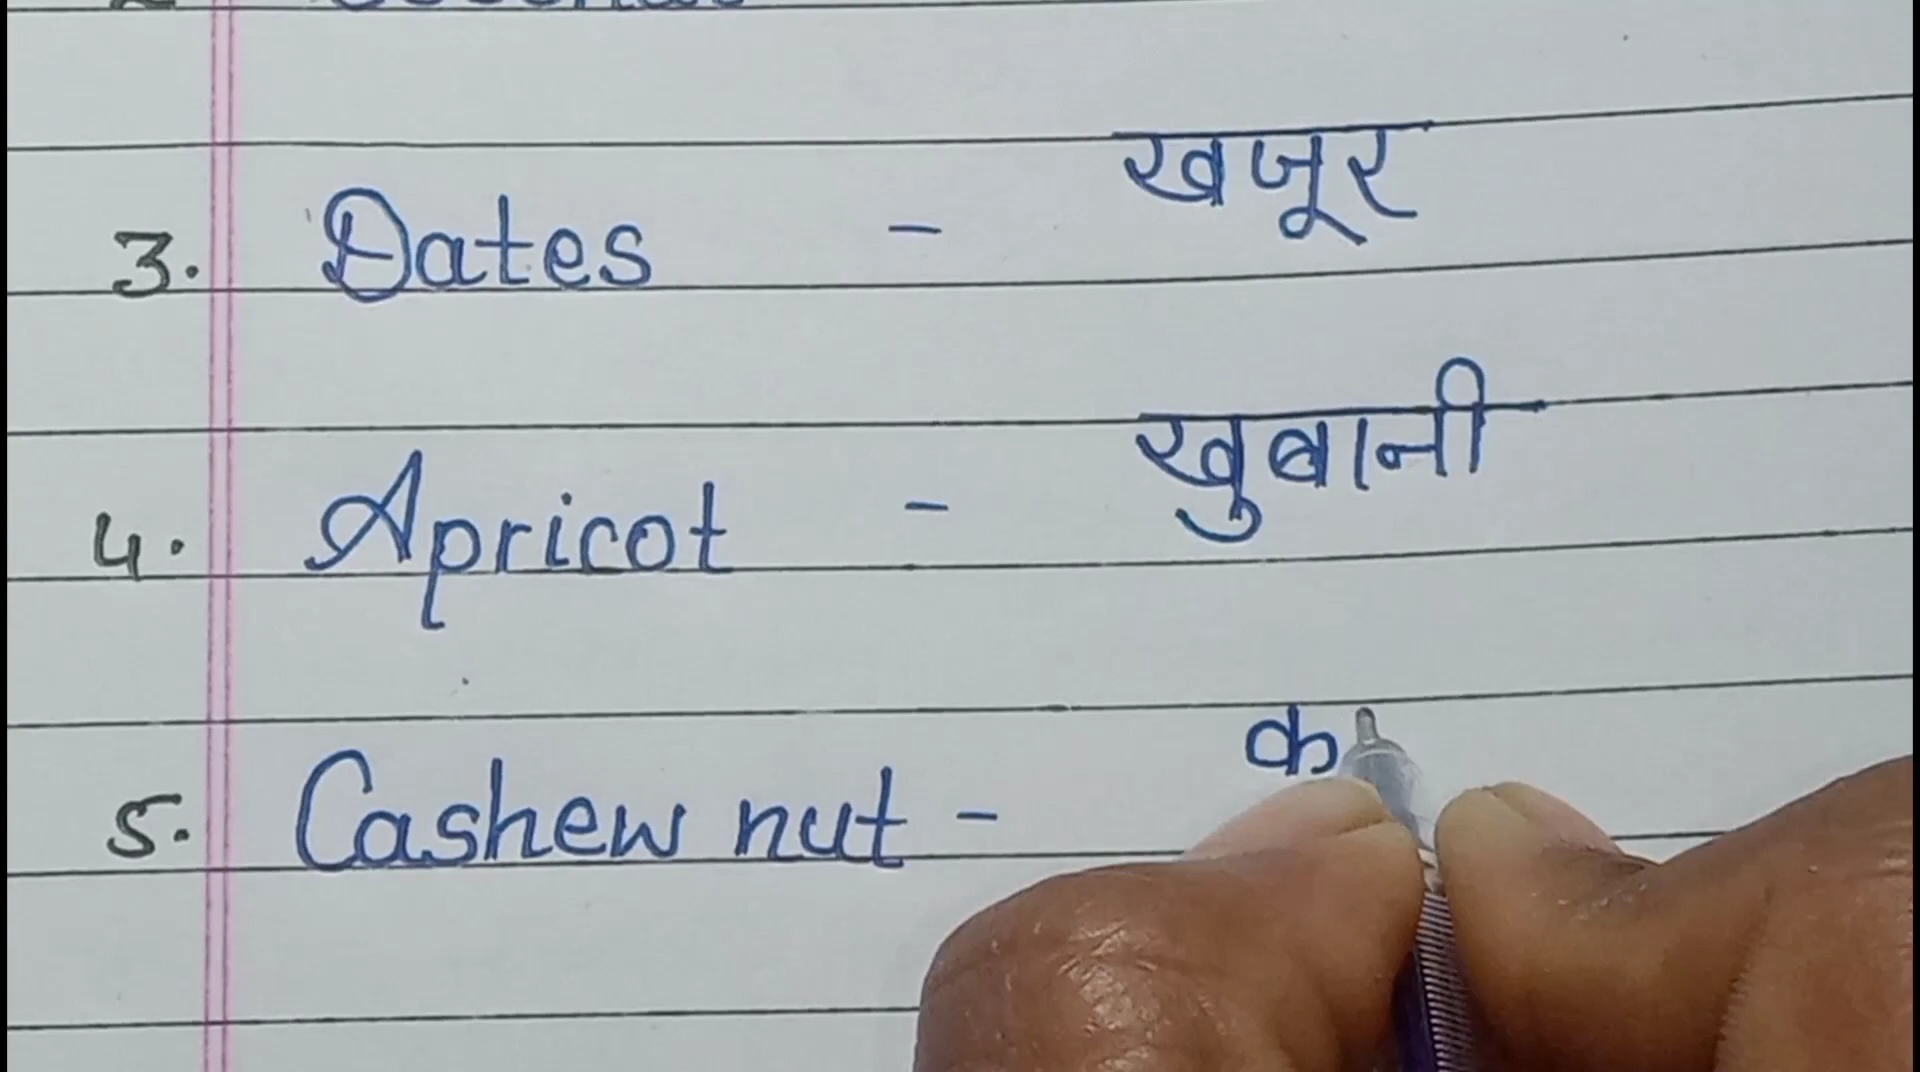 3. Dates - खजूर
4. Apricot - खुबानी
5. Cashew nut - क